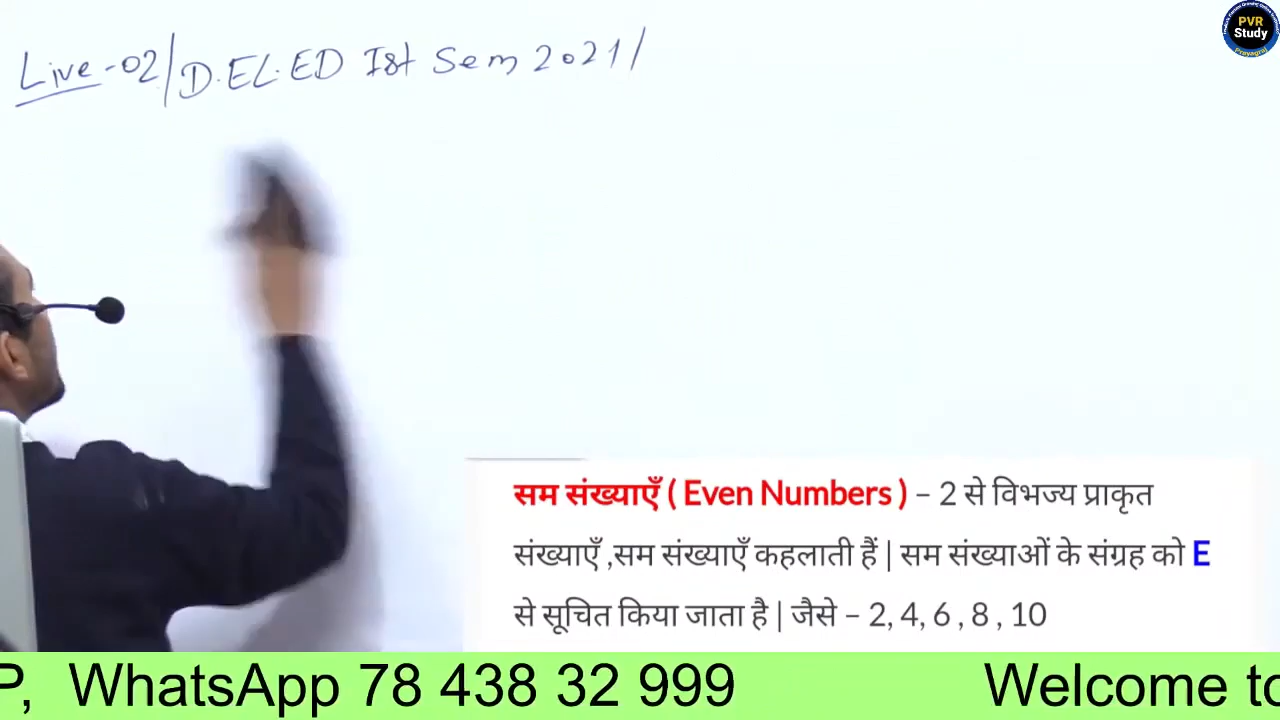 Live-02/D.EL.ED Ist Sem 2021/
PVR
Study
Prayagraj
सम संख्याएँ ( Even Numbers ) – 2 से विभज्य प्राकृत
संख्याएँ ,सम संख्याएँ कहलाती हैं | सम संख्याओं के संग्रह को E
से सूचित किया जाता है | जैसे – 2, 4, 6 , 8 , 10
P, WhatsApp 78 438 32 999 Welcome to